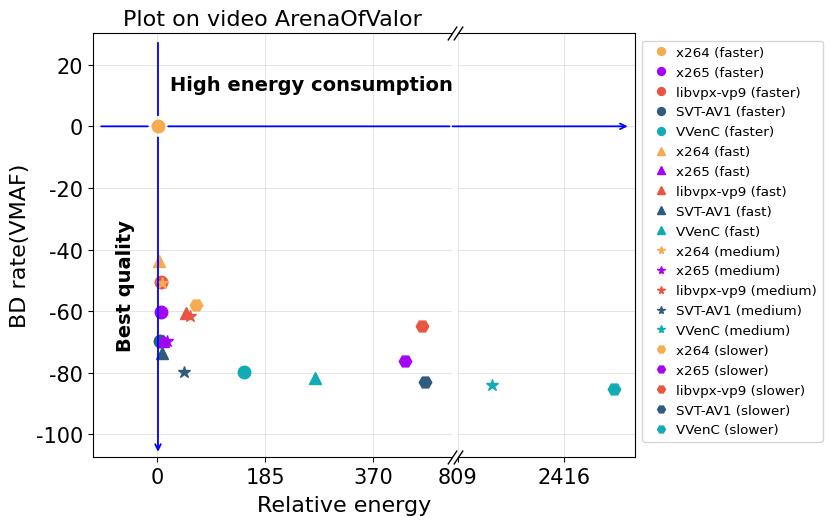 Plot on video ArenaOfValor
High energy consumption
Best quality
BD rate(VMAF)
20
0
-20
-40
-60
-80
-100
0
185
370
809
2416
Relative energy
x264 (faster)
x265 (faster)
libvpx-vp9 (faster)
SVT-AV1 (faster)
VVenC (faster)
x264 (fast)
x265 (fast)
libvpx-vp9 (fast)
SVT-AV1 (fast)
VVenC (fast)
x264 (medium)
x265 (medium)
libvpx-vp9 (medium)
SVT-AV1 (medium)
VVenC (medium)
x264 (slower)
x265 (slower)
libvpx-vp9 (slower)
SVT-AV1 (slower)
VVenC (slower)